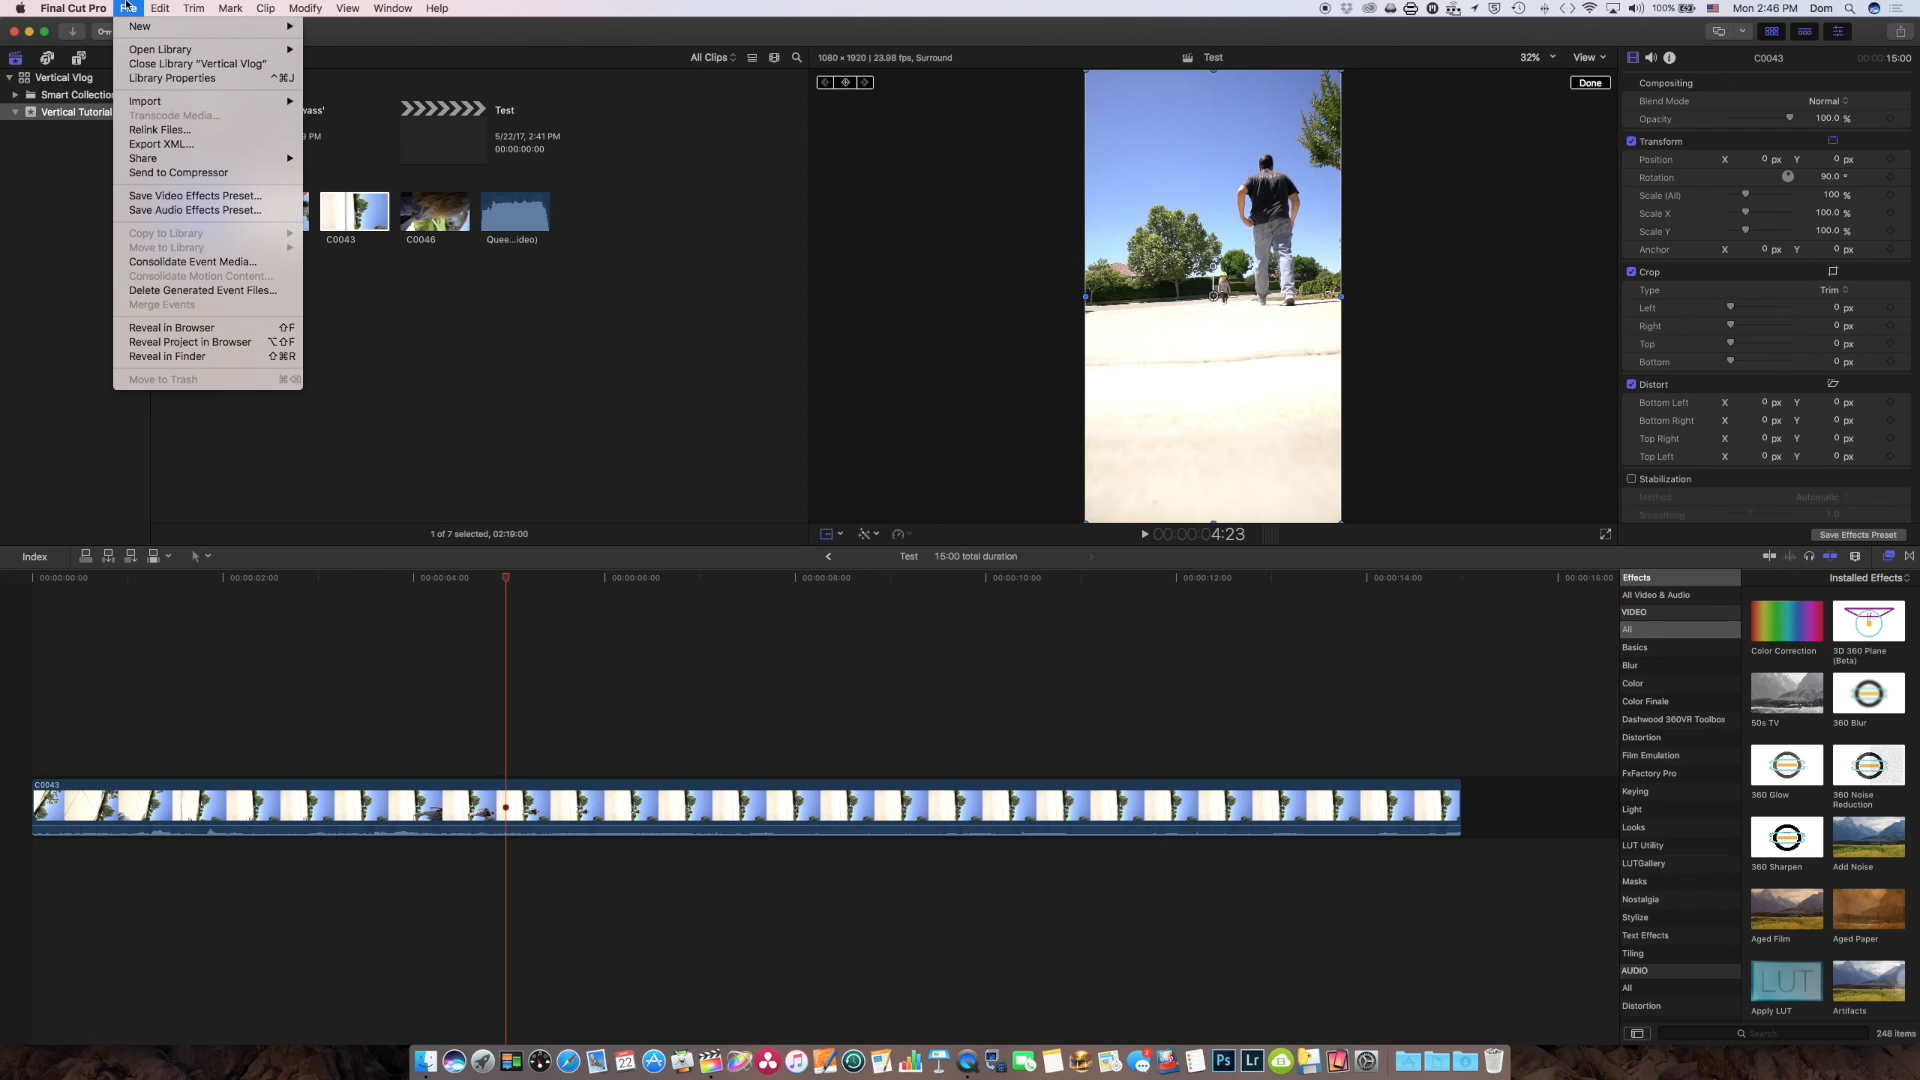 Final Cut Pro File Edit Trim Mark Clip Modify View Window Help
100% Mon 2:46 PM Dom
New
Open Library
Close Library "Vertical Vlog"
Library Properties ⌃⌘J
Import
Transcode Media...
Relink Files...
Export XML...
Share
Send to Compressor
Save Video Effects Preset...
Save Audio Effects Preset...
Copy to Library
Move to Library
Consolidate Event Media...
Consolidate Motion Content...
Delete Generated Event Files...
Merge Events
Reveal in Browser ⇧F
Reveal Project in Browser ⌥⇧F
Reveal in Finder ⇧⌘R
Move to Trash ⌘⌫
Vertical Vlog
Smart Collection
Vertical Tutorial
All Clips
Test
5/22/17, 2:41 PM
00:00:00:00
C0043
C0046
Quee...ideo)
1 of 7 selected, 02:19:00
1080 × 1920 | 23.98 fps, Surround
Test
32% View
Done
00:00:00:04:23
C0043 00:00:15:00
Compositing
Blend Mode Normal
Opacity 100.0 %
Transform
Position X 0 px Y 0 px
Rotation 90.0 °
Scale (All) 100 %
Scale X 100.0 %
Scale Y 100.0 %
Anchor X 0 px Y 0 px
Crop
Type Trim
Left 0 px
Right 0 px
Top 0 px
Bottom 0 px
Distort
Bottom Left X 0 px Y 0 px
Bottom Right X 0 px Y 0 px
Top Right X 0 px Y 0 px
Top Left X 0 px Y 0 px
Stabilization
Method Automatic
Smoothing 1.0
Save Effects Preset
Index
Test 15:00 total duration
00:00:00:00 00:00:02:00 00:00:04:00 00:00:06:00 00:00:08:00 00:00:10:00 00:00:12:00 00:00:14:00 00:00:16:00
C0043
Effects
Installed Effects
All Video & Audio
VIDEO
All
Basics
Blur
Color
Color Finale
Dashwood 360VR Toolbox
Distortion
Film Emulation
FxFactory Pro
Keying
Light
Looks
LUT Utility
LUTGallery
Masks
Nostalgia
Stylize
Text Effects
Tiling
AUDIO
All
Distortion
Color Correction
3D 360 Plane (Beta)
50s TV
360 Blur
360 Glow
360 Noise Reduction
360 Sharpen
Add Noise
Aged Film
Aged Paper
LUT
Apply LUT
Artifacts
Search
248 items
22
Ps
Lr